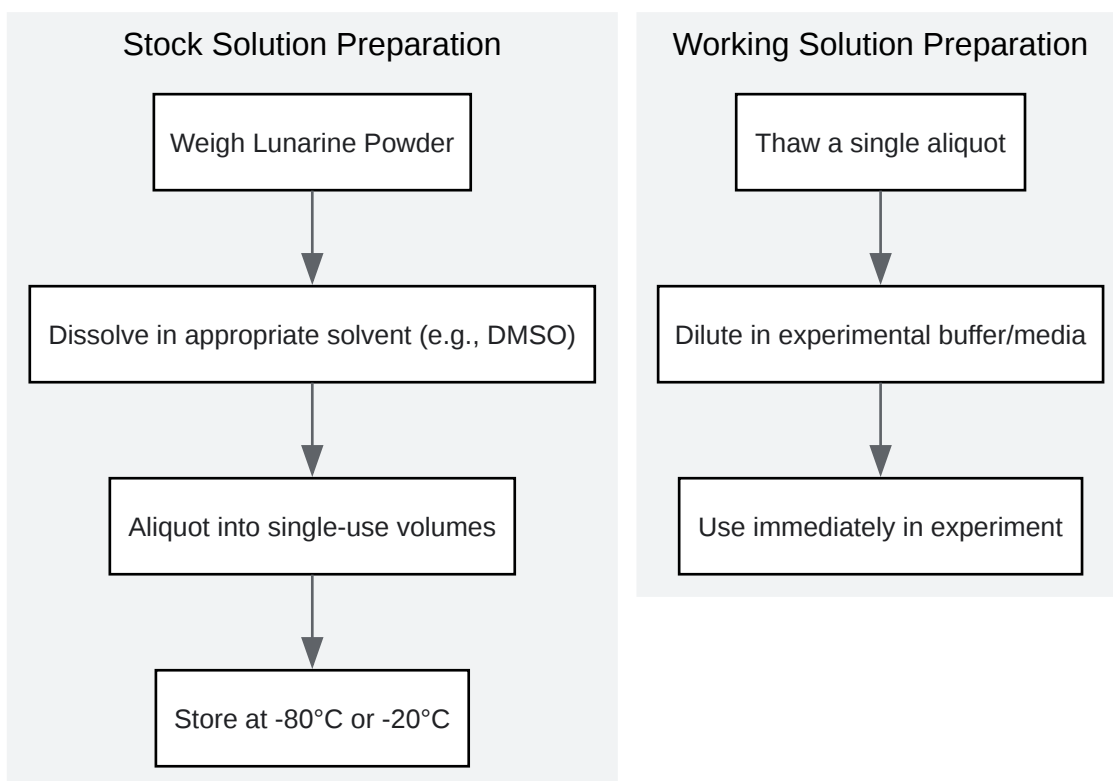 Stock Solution Preparation
Weigh Lunarine Powder
Dissolve in appropriate solvent (e.g., DMSO)
Aliquot into single-use volumes
Store at -80°C or -20°C
Working Solution Preparation
Thaw a single aliquot
Dilute in experimental buffer/media
Use immediately in experiment